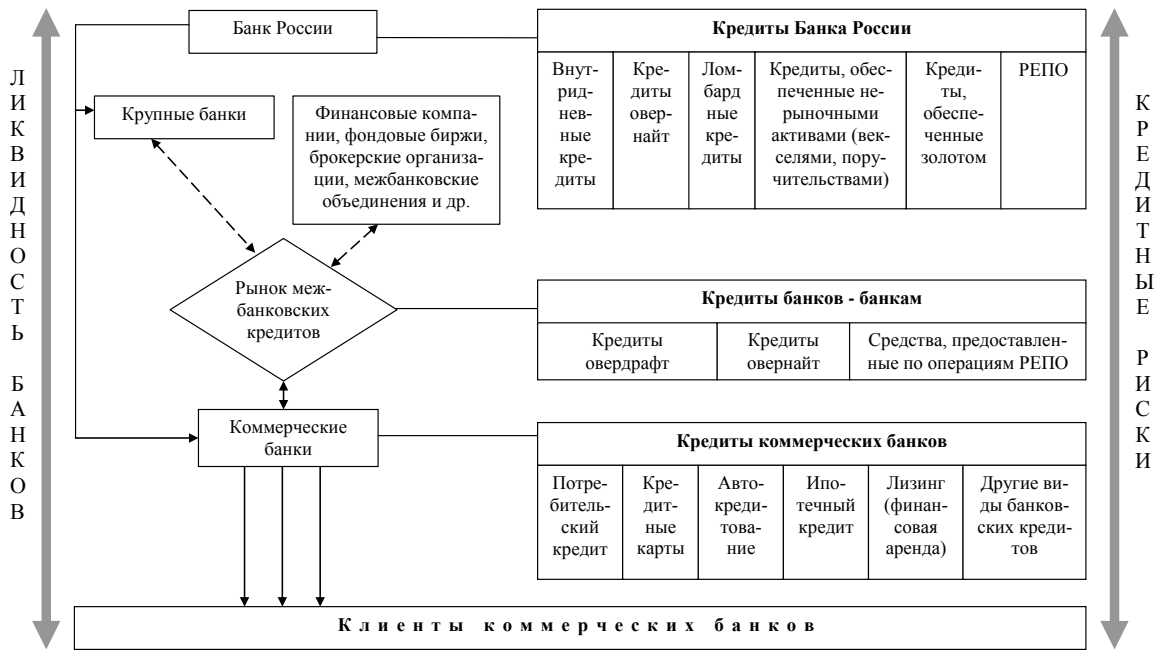 ЛИКВИДНОСТЬ БАНКОВ
Банк России
Крупные банки
Финансовые компа-
нии, фондовые биржи,
брокерские организа-
ции, межбанковские
объединения и др.
Рынок меж-
банковских
кредитов
Коммерческие
банки
Кредиты Банка России
Внут-
ридне-
вные
кре-
диты
Кре-
диты
овер-
найт
Лом-
бард
ные
кре-
диты
Кредиты, обес-
печенные не-
рыночными
активами (век-
селями, пору-
чительствами)
Креди-
ты,
обеспе-
ченные
золотом
РЕПО
Кредиты банков - банкам
Кредиты
овердрафт
Кредиты
овернайт
Средства, предоставлен-
ные по операциям РЕПО
Кредиты коммерческих банков
Потре-
битель-
ский
кредит
Кре-
дит-
ные
карты
Авто-
креди-
това-
ние
Ипо-
течный
кредит
Лизинг
(финан-
совая
аренда)
Другие ви-
ды банков-
ских креди-
тов
Клиенты коммерческих банков
КРЕДИТНЫЕ РИСКИ